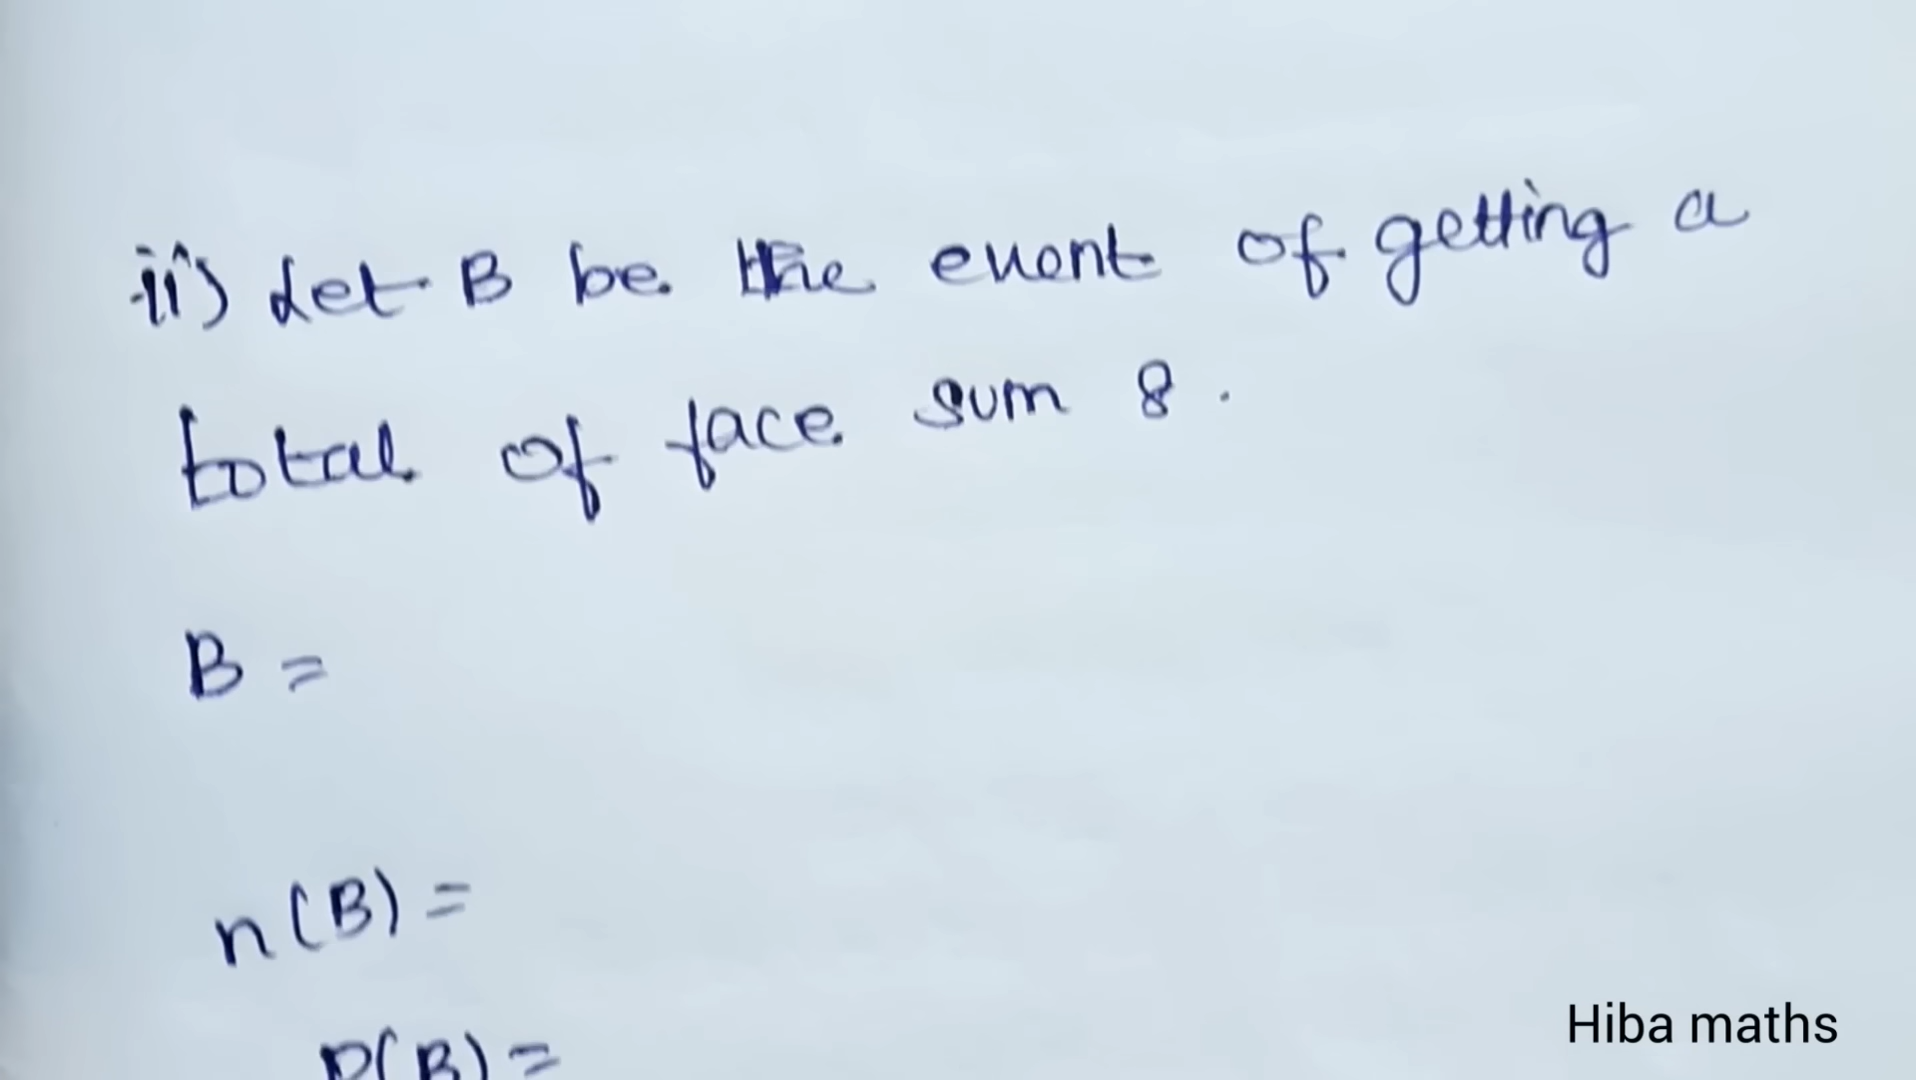 ii) Let B be the event of getting a
total of face sum 8.
B =
n(B) =
P(B) =
Hiba maths